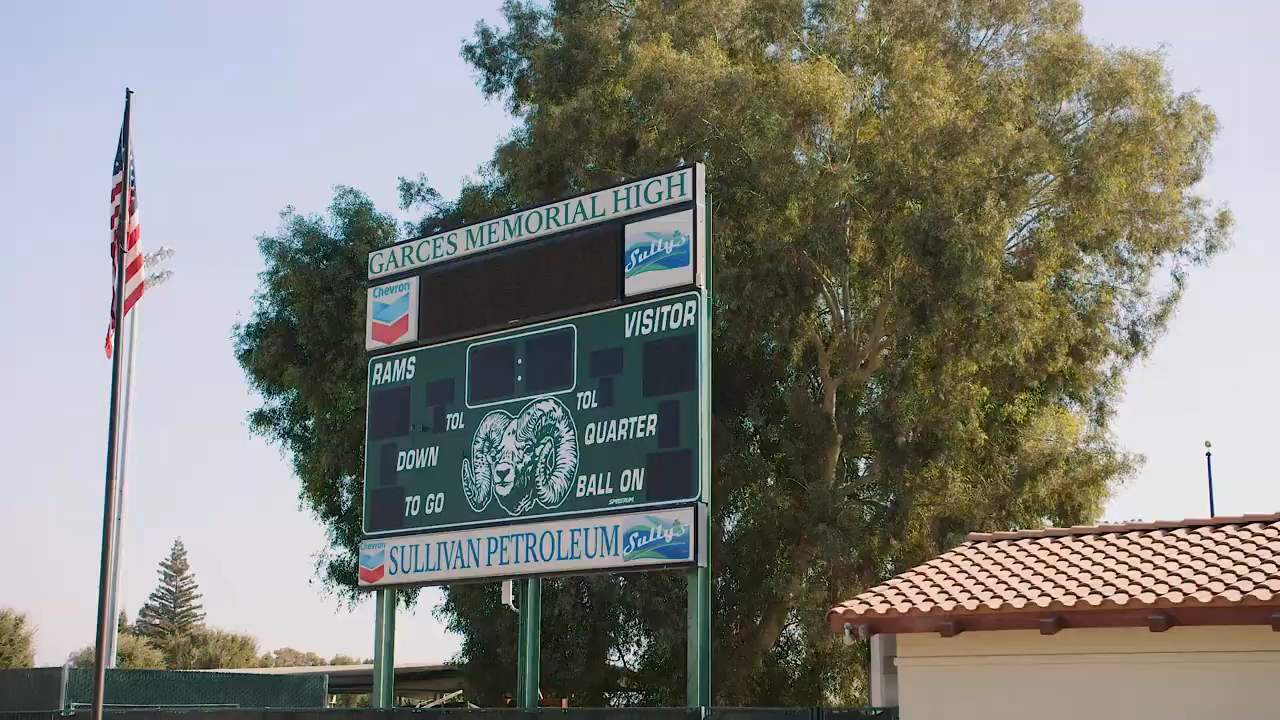 GARCES MEMORIAL HIGH
Sully's
Chevron
VISITOR
RAMS
:
TOL
TOL
QUARTER
DOWN
BALL ON
TO GO
SPECTRUM
Chevron
SULLIVAN PETROLEUM
Sully's